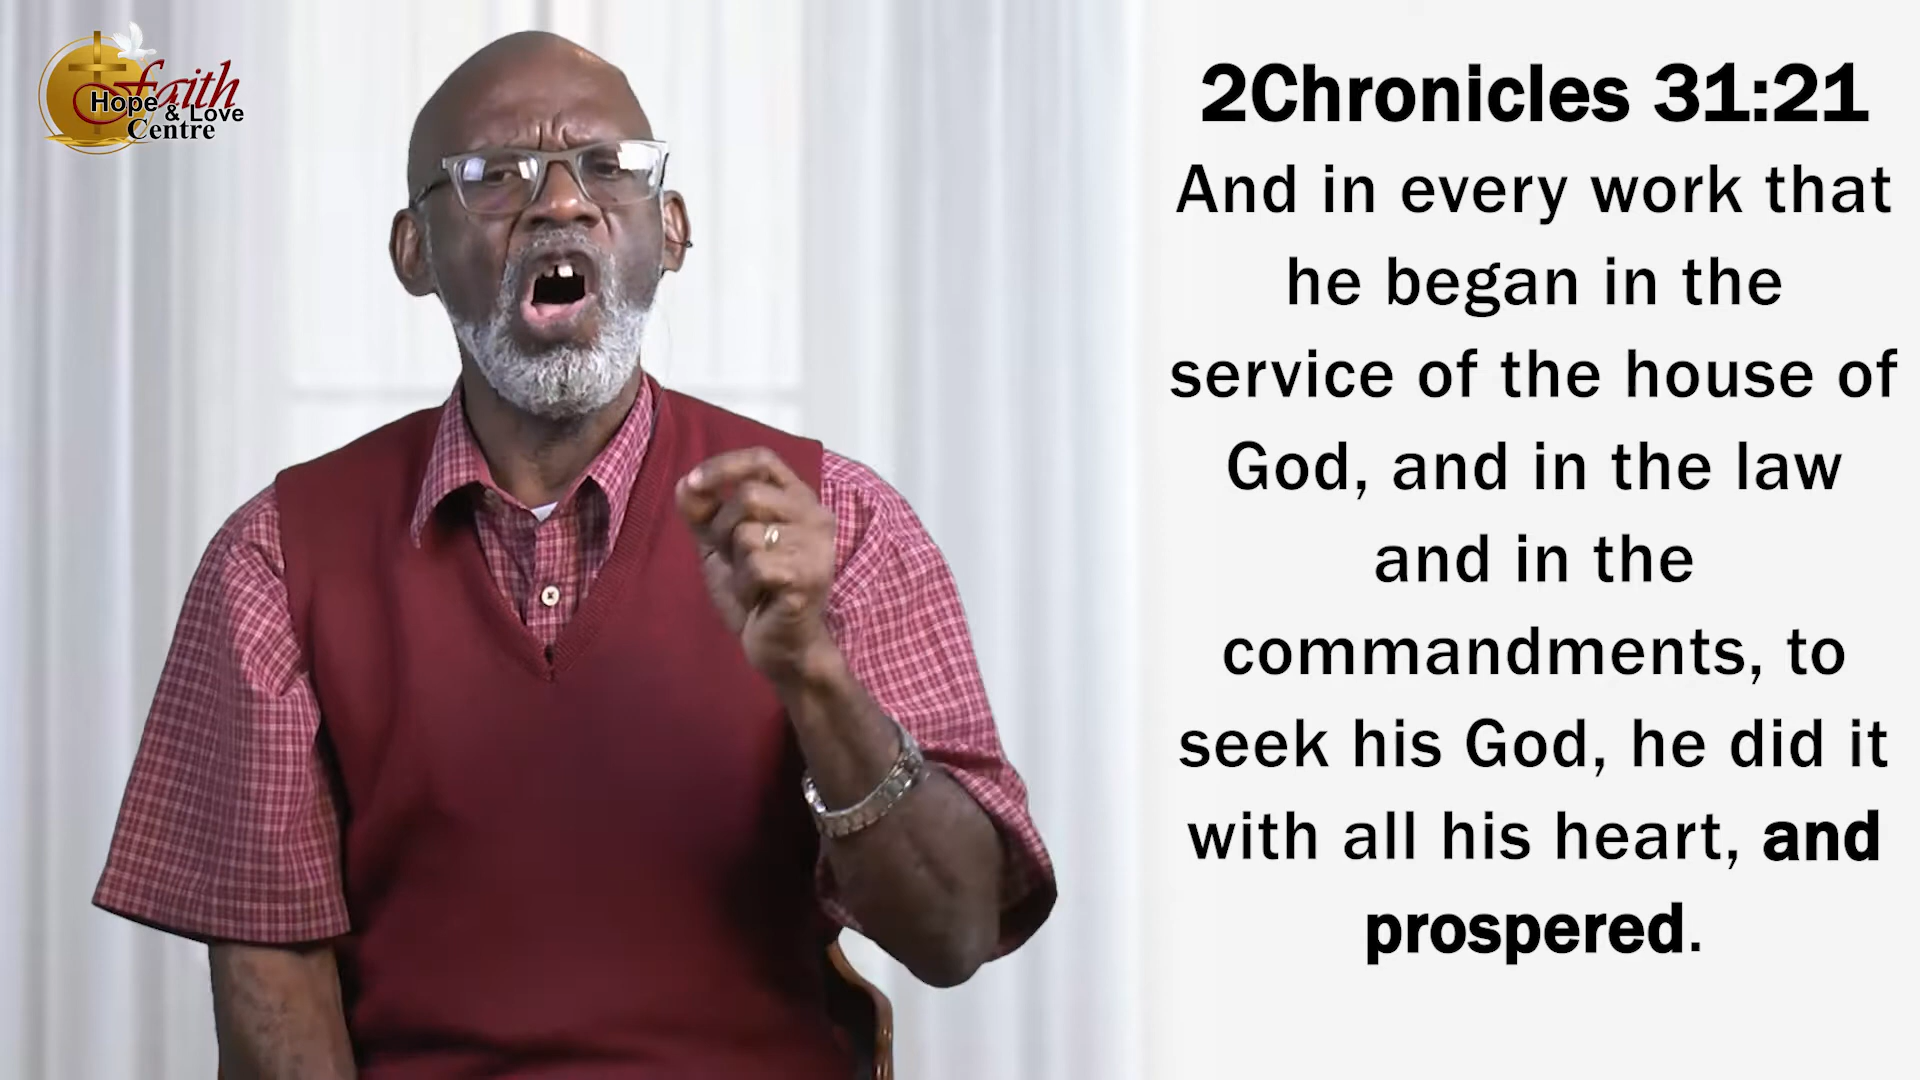 faith
Hope
& Love
Centre
2Chronicles 31:21
And in every work that
he began in the
service of the house of
God, and in the law
and in the
commandments, to
seek his God, he did it
with all his heart, and
prospered.